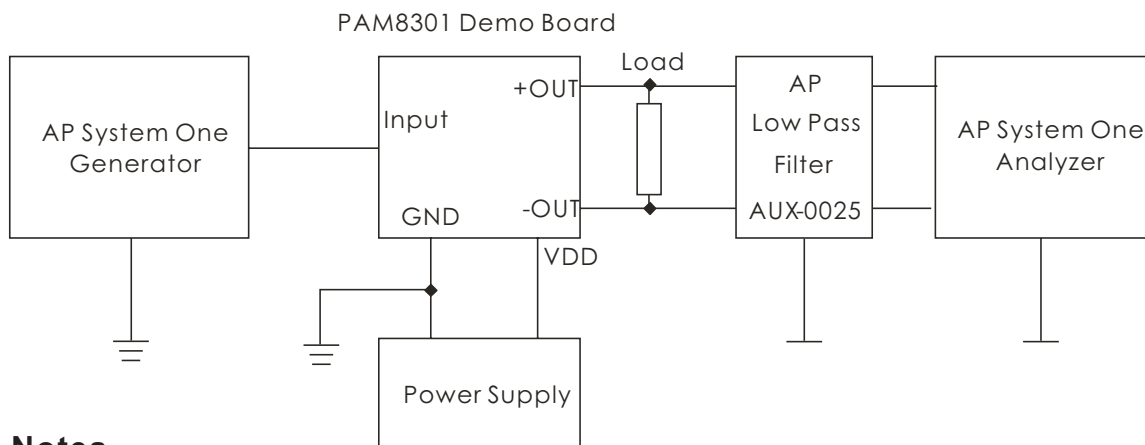 PAM8301 Demo Board
AP System One
Generator
Input
+OUT
-OUT
GND
VDD
Load
AP
Low Pass
Filter
AUX-0025
AP System One
Analyzer
Power Supply
Notes